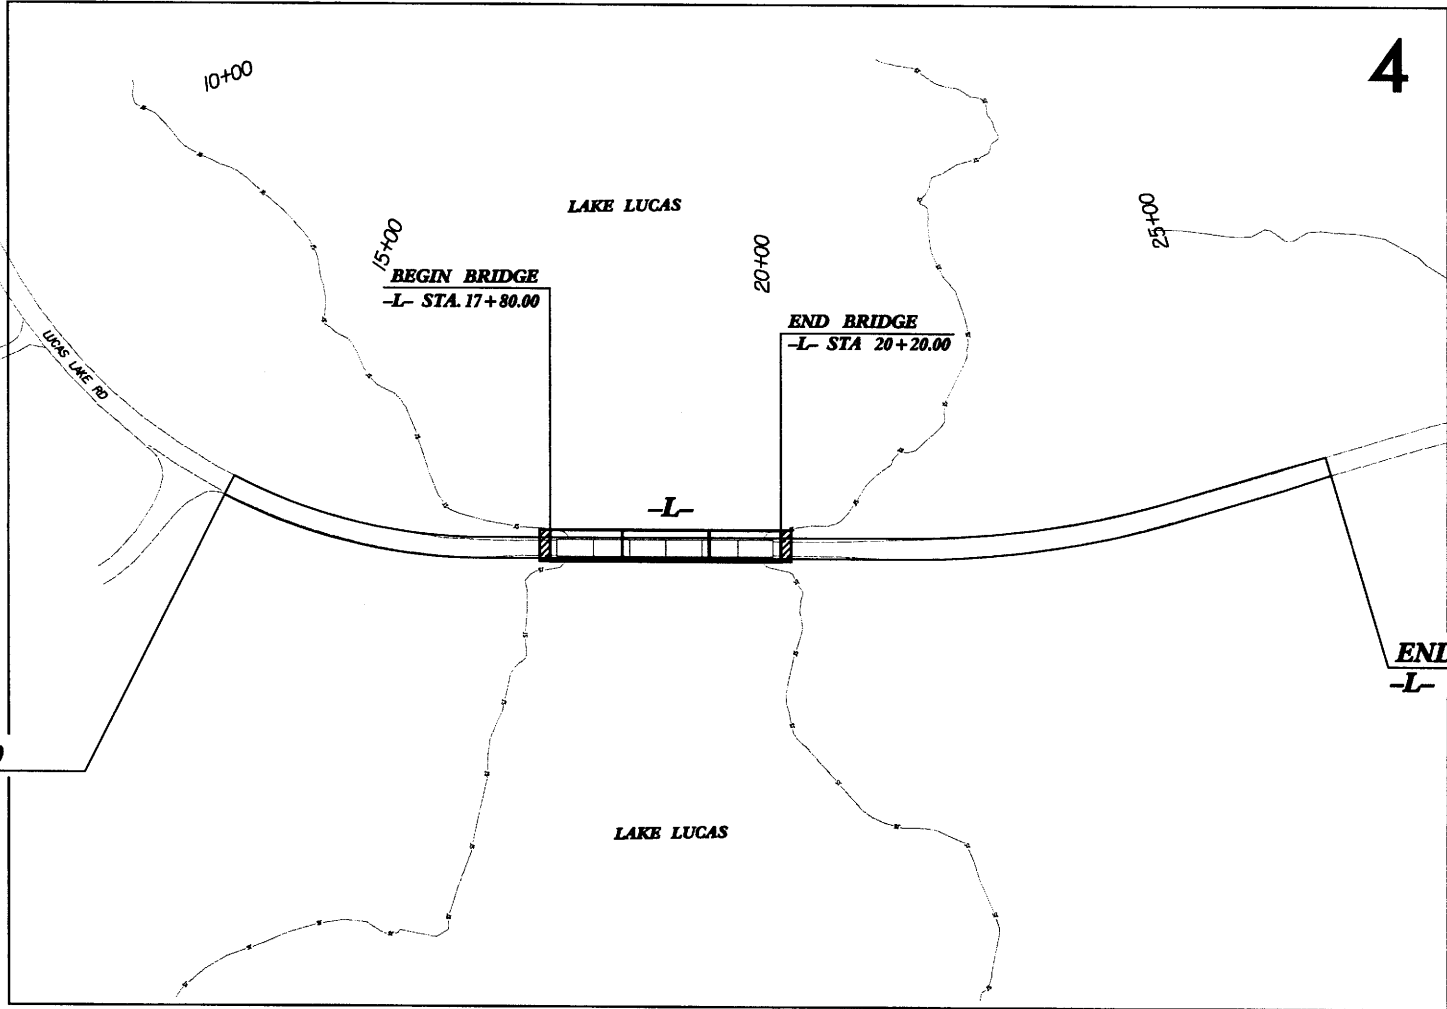 4
10+00
LAKE LUCAS
15+00
20+00
25+00
BEGIN BRIDGE
-L- STA. 17+80.00
END BRIDGE
-L- STA 20+20.00
LUCAS LAKE RD
-L-
-L-
LAKE LUCAS